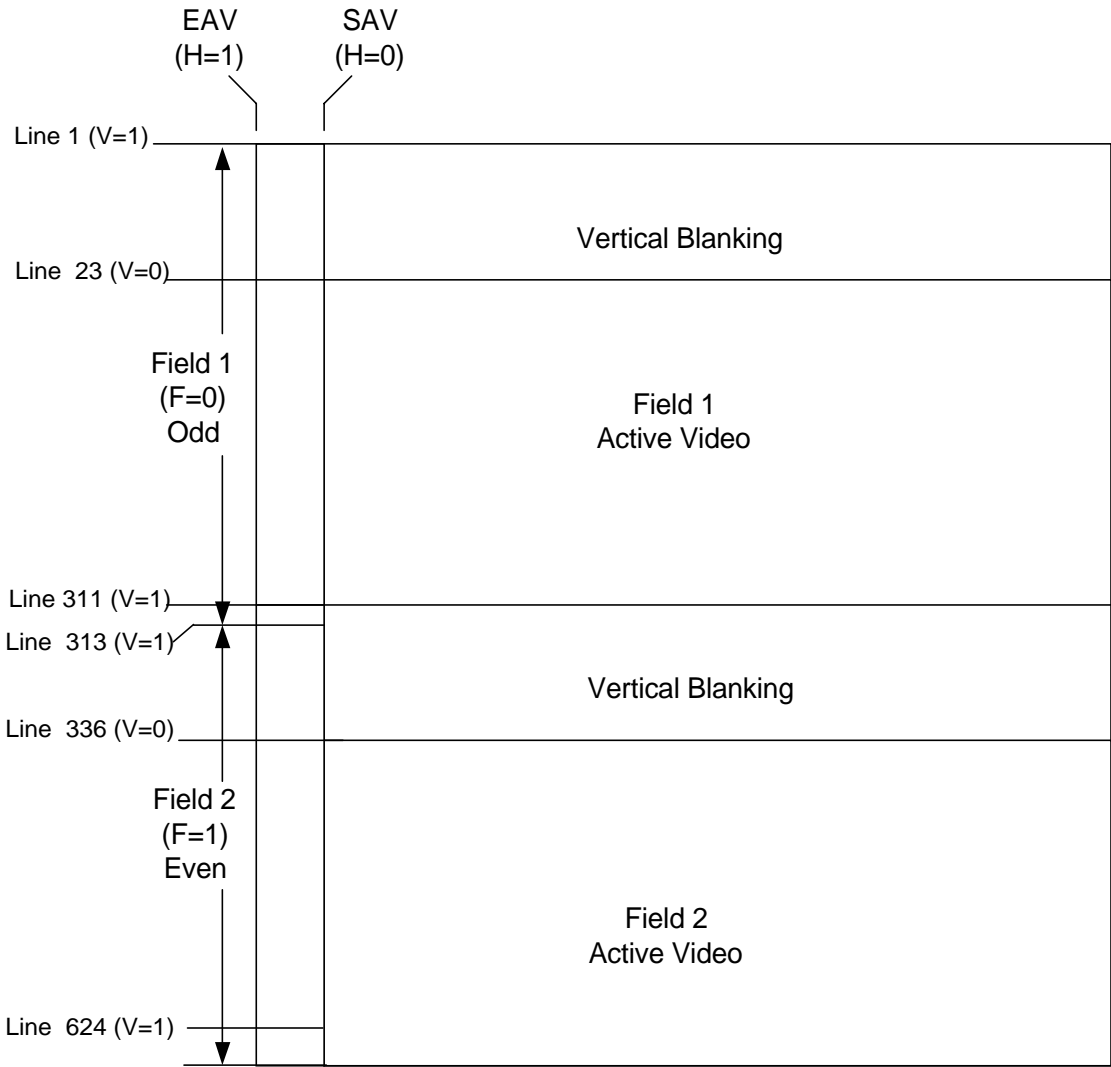 EAV
(H=1)
SAV
(H=0)
Line 1 (V=1)
Vertical Blanking
Line 23 (V=0)
Field 1
(F=0)
Odd
Field 1
Active Video
Line 311 (V=1)
Line 313 (V=1)
Vertical Blanking
Line 336 (V=0)
Field 2
(F=1)
Even
Field 2
Active Video
Line 624 (V=1)